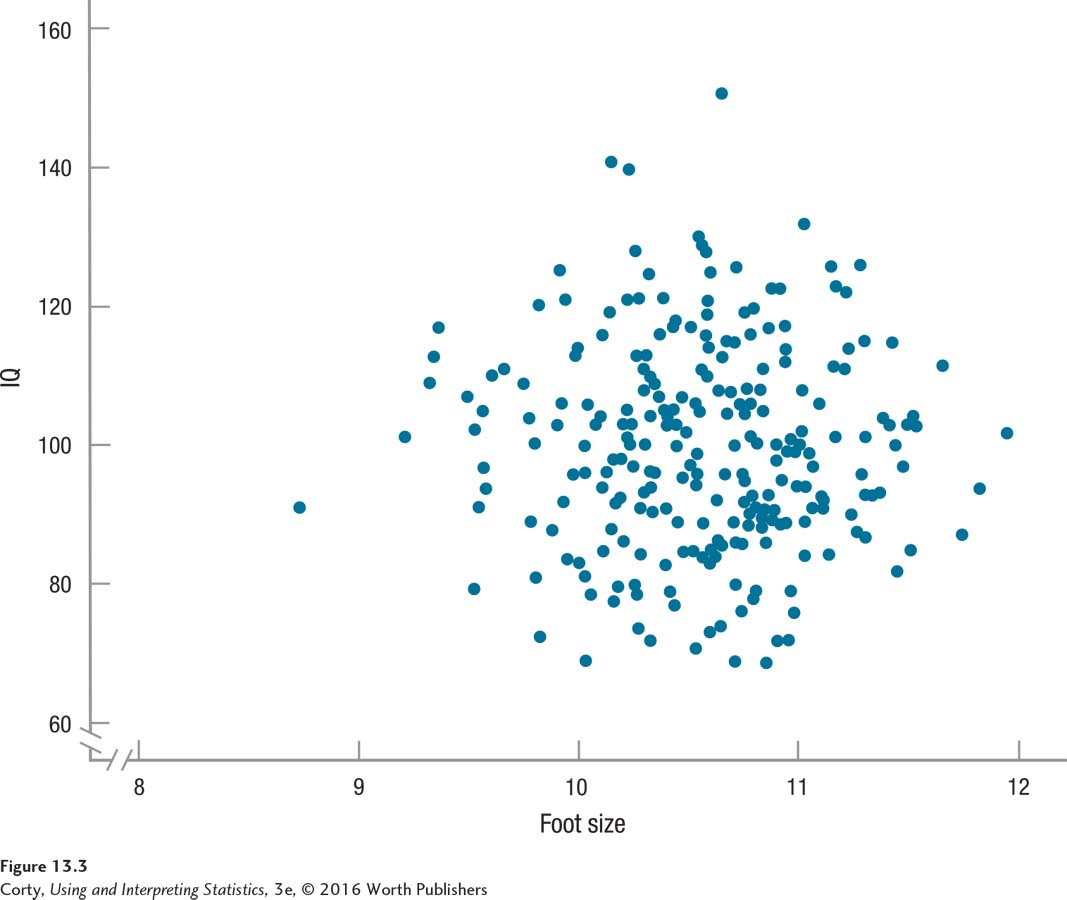 160
140
120
100
80
60
IQ
8 9 10 11 12
Foot size
Figure 13.3
Corty, Using and Interpreting Statistics, 3e, © 2016 Worth Publishers